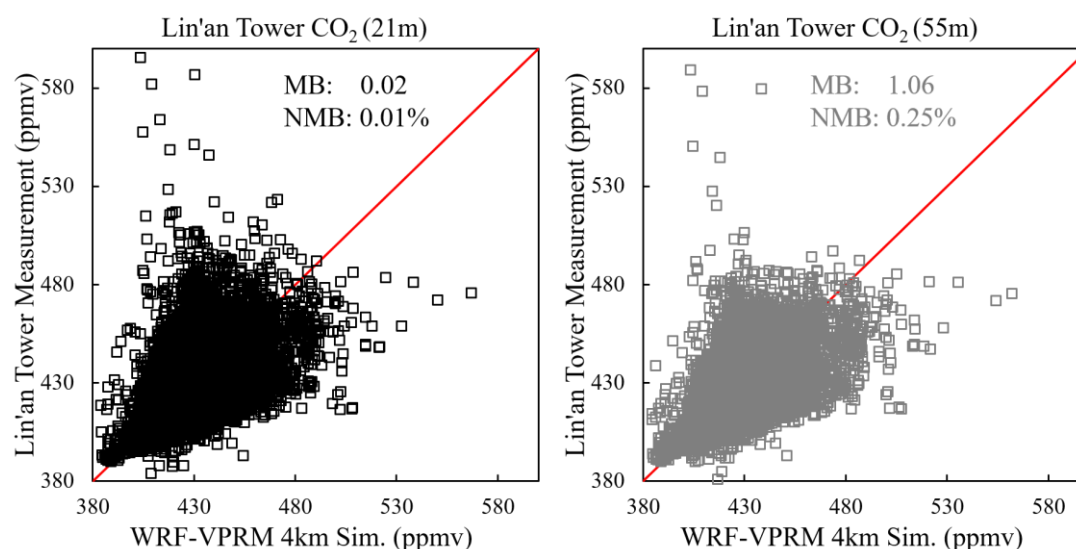 Lin'an Tower CO₂ (21m)
Lin'an Tower Measurement (ppmv)
580
530
480
430
380
MB: 0.02
NMB: 0.01%
380 430 480 530 580
WRF-VPRM 4km Sim. (ppmv)
Lin'an Tower CO₂ (55m)
Lin'an Tower Measurement (ppmv)
580
530
480
430
380
MB: 1.06
NMB: 0.25%
380 430 480 530 580
WRF-VPRM 4km Sim. (ppmv)